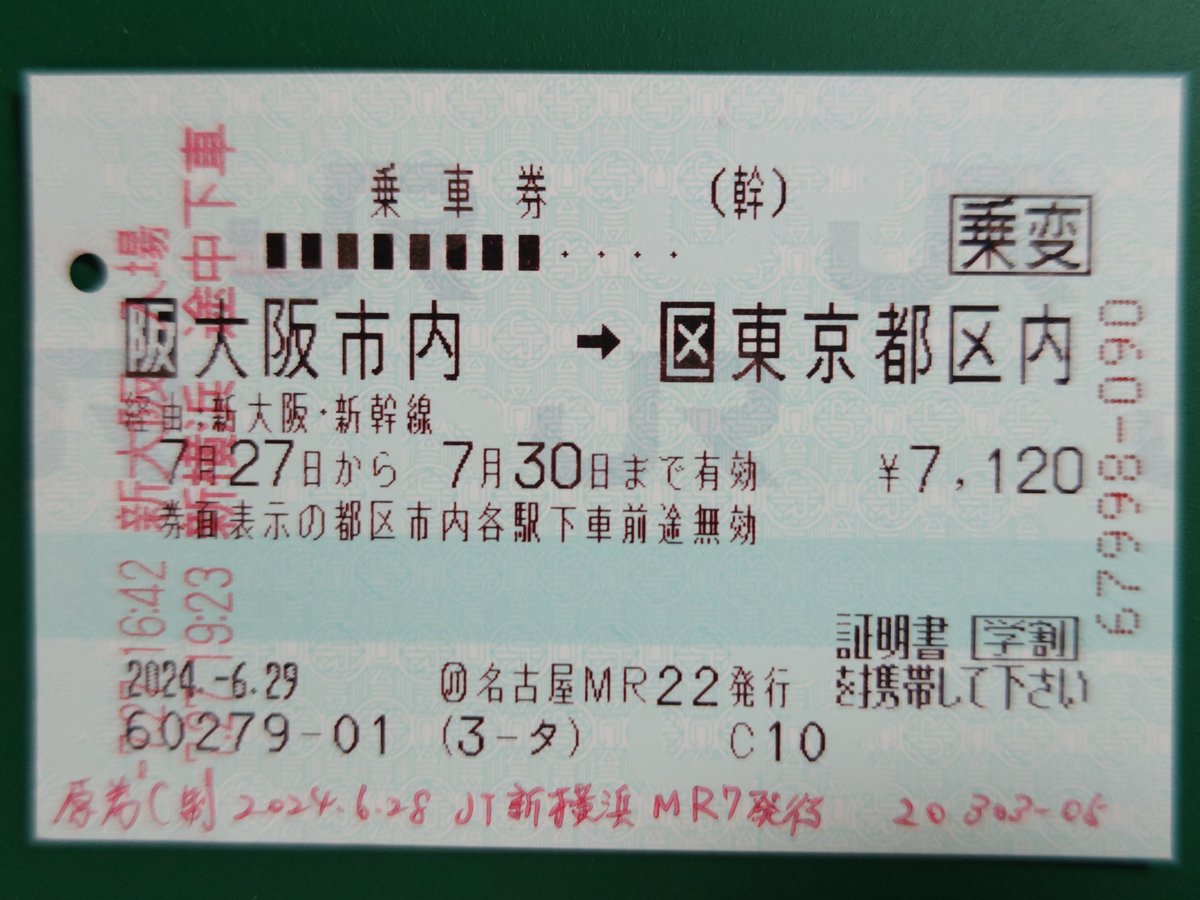 乗車券 (幹)
乗変
■■■■■■■■・・・・
阪 大阪市内 ➡ 区 東京都区内
経由:新大阪・新幹線
7月27日から 7月30日まで有効 ¥7,120
券面表示の都区市内各駅下車前途無効
証明書 学割
を携帯して下さい
2024.-6.29 名古屋MR22発行
60279-01 (3-タ) C10
2024.6.28 JT新横浜 MR7発行 20303-05
67998-090
16:42 新大阪 入場
19:23 新横浜 途中下車